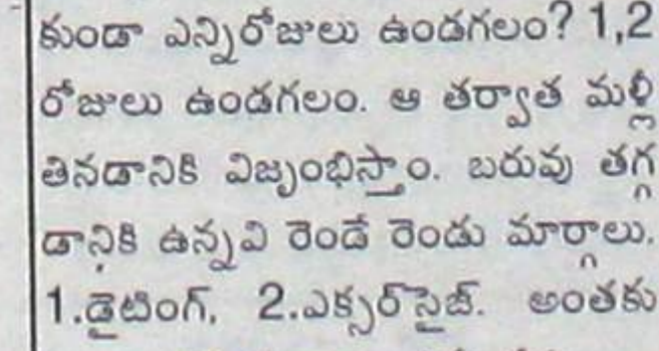 కుండా ఎన్నిరోజులు ఉండగలం? 1,2
రోజులు ఉండగలం. ఆ తర్వాత మళ్లీ
తినడానికి విజృంభిస్తాం. బరువు తగ్గ
డానికి ఉన్నవి రెండే రెండు మార్గాలు.
1.డైటింగ్, 2.ఎక్సర్‌సైజ్. అంతకు